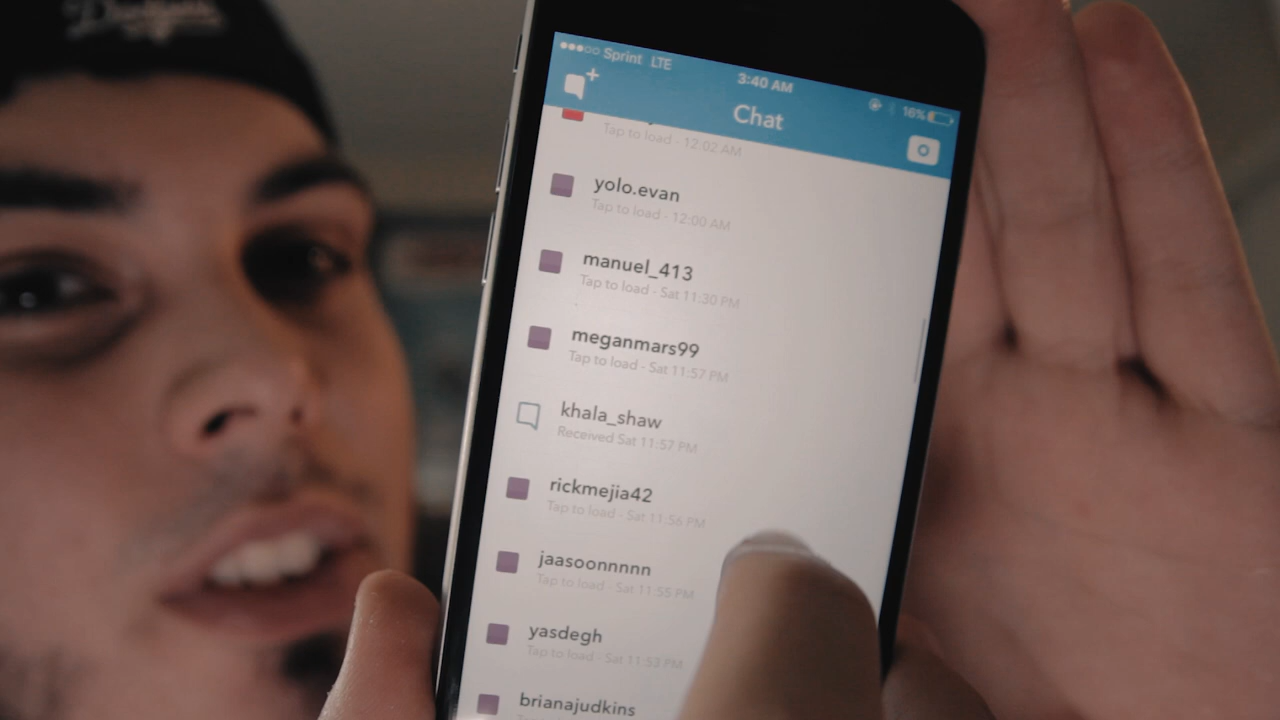 Sprint LTE
3:40 AM
16%
Chat
Tap to load - 12:02 AM
yolo.evan
Tap to load - 12:00 AM
manuel_413
Tap to load - Sat 11:30 PM
meganmars99
Tap to load - Sat 11:57 PM
khala_shaw
Received Sat 11:57 PM
rickmejia42
Tap to load - Sat 11:56 PM
jaasoonnnnn
Tap to load - Sat 11:55 PM
yasdegh
Tap to load - Sat 11:53 PM
brianajudkins
Tap to load